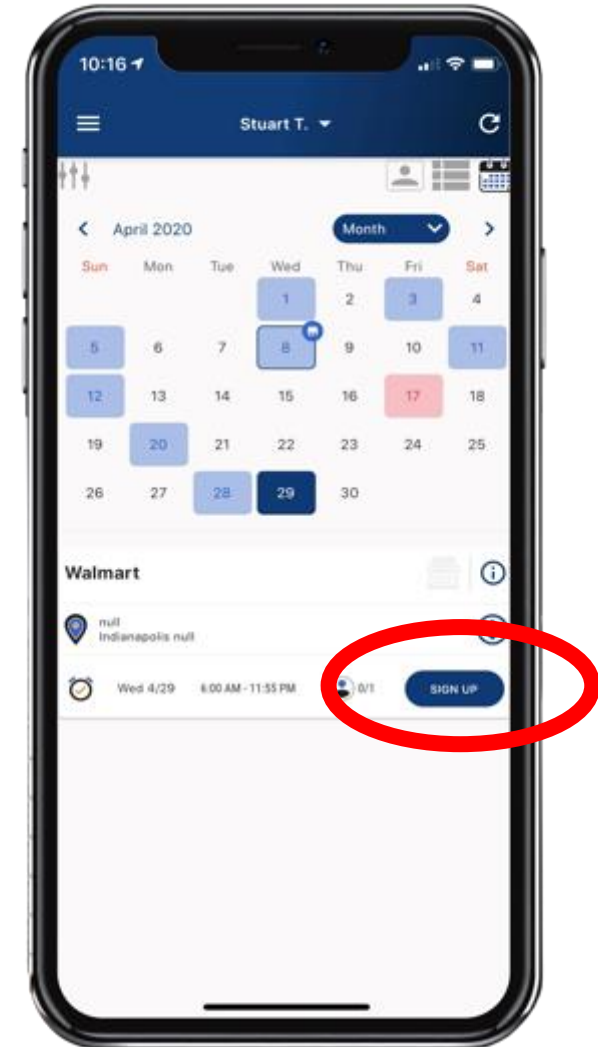 10:16
Stuart T.
April 2020 Month
Sun Mon Tue Wed Thu Fri Sat
1 2 3 4
5 6 7 8 9 10 11
12 13 14 15 16 17 18
19 20 21 22 23 24 25
26 27 28 29 30
Walmart
null
Indianapolis null
Wed 4/29 6:00 AM - 11:55 PM 0/1 SIGN UP